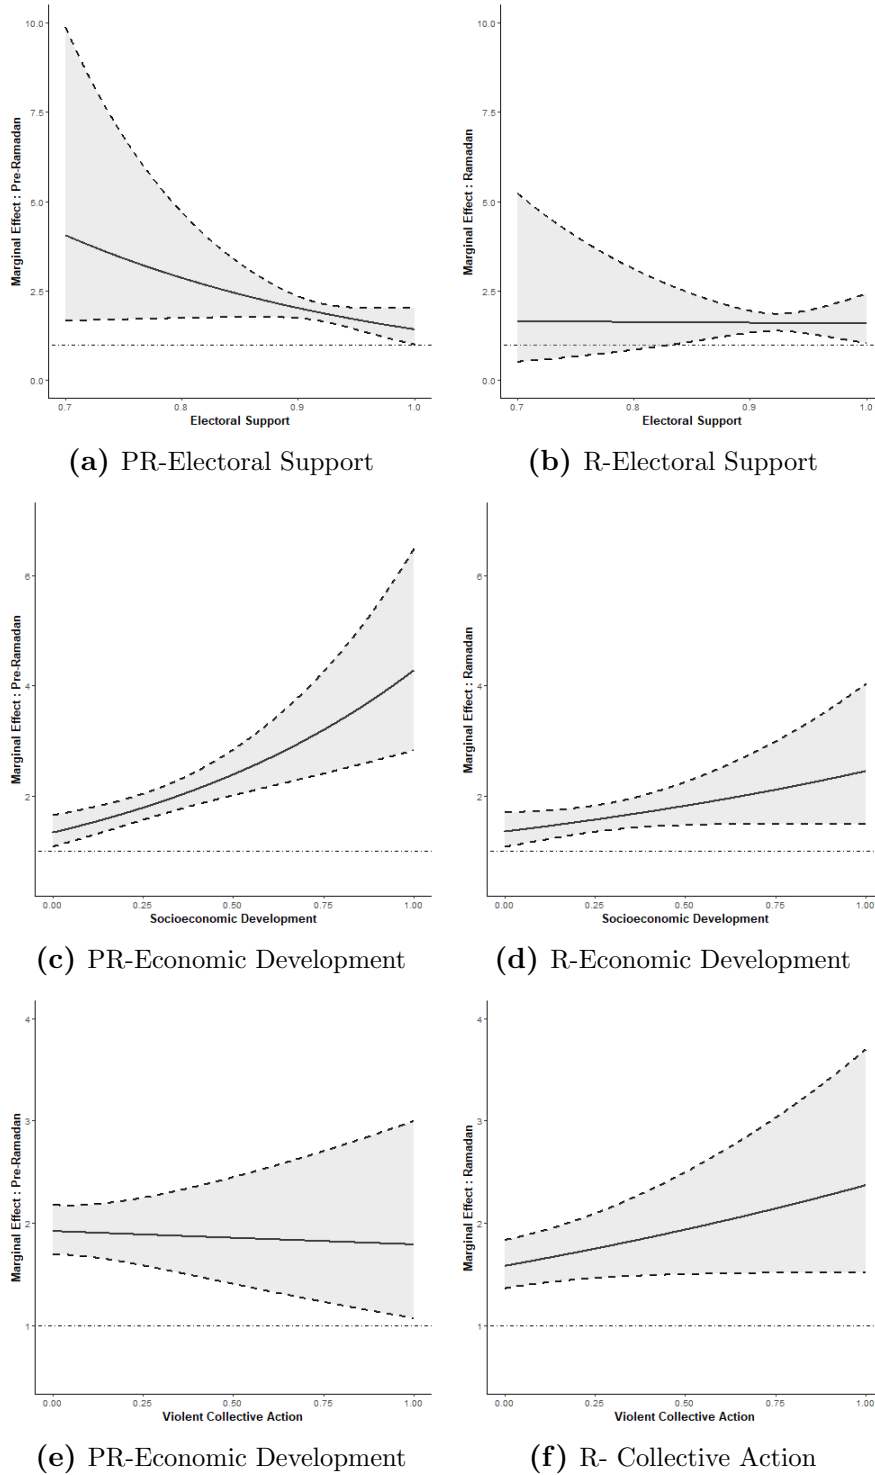 10.0
7.5
5.0
2.5
0.0
Marginal Effect : Pre-Ramadan
0.7 0.8 0.9 1.0
Electoral Support
(a) PR-Electoral Support
10.0
7.5
5.0
2.5
0.0
Marginal Effect : Ramadan
0.7 0.8 0.9 1.0
Electoral Support
(b) R-Electoral Support
6
4
2
Marginal Effect : Pre-Ramadan
0.00 0.25 0.50 0.75 1.00
Socioeconomic Development
(c) PR-Economic Development
6
4
2
Marginal Effect : Ramadan
0.00 0.25 0.50 0.75 1.00
Socioeconomic Development
(d) R-Economic Development
4
3
2
1
Marginal Effect : Pre-Ramadan
0.00 0.25 0.50 0.75 1.00
Violent Collective Action
(e) PR-Economic Development
4
3
2
1
Marginal Effect : Ramadan
0.00 0.25 0.50 0.75 1.00
Violent Collective Action
(f) R- Collective Action